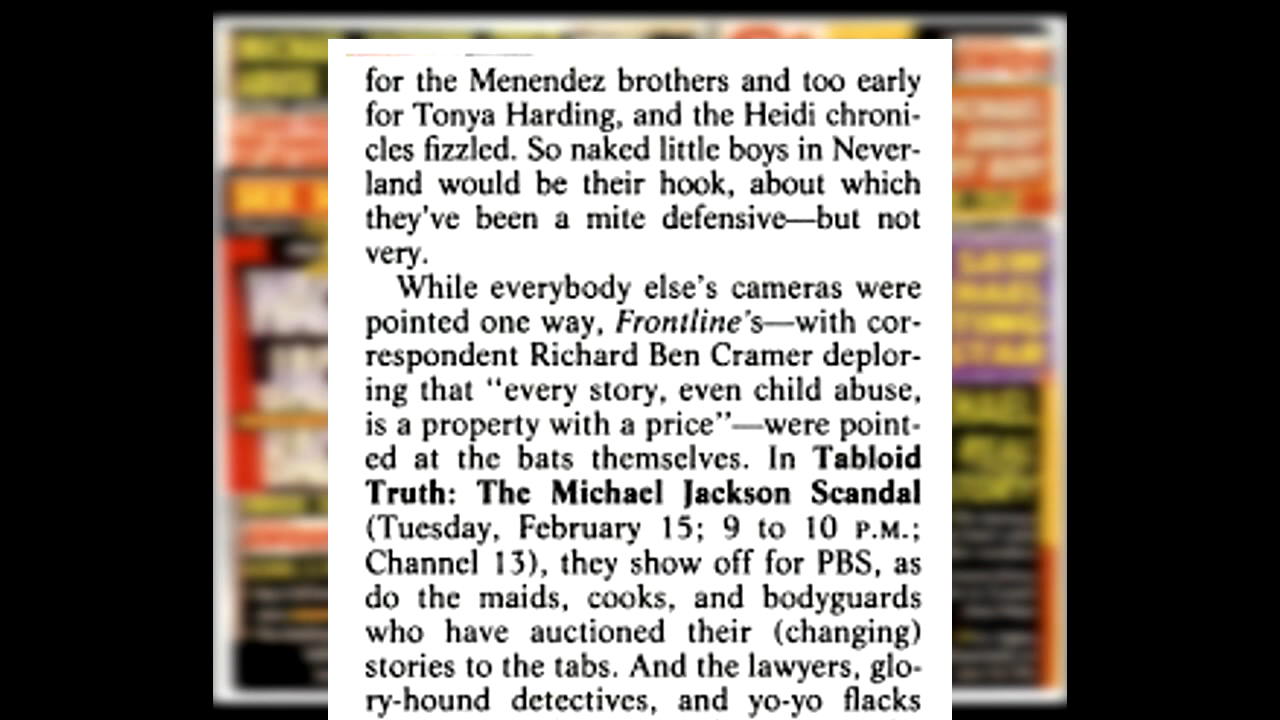 for the Menendez brothers and too early
for Tonya Harding, and the Heidi chroni-
cles fizzled. So naked little boys in Never-
land would be their hook, about which
they've been a mite defensive—but not
very.
While everybody else's cameras were
pointed one way, Frontline's—with cor-
respondent Richard Ben Cramer deplor-
ing that "every story, even child abuse,
is a property with a price"—were point-
ed at the bats themselves. In Tabloid
Truth: The Michael Jackson Scandal
(Tuesday, February 15; 9 to 10 P.M.;
Channel 13), they show off for PBS, as
do the maids, cooks, and bodyguards
who have auctioned their (changing)
stories to the tabs. And the lawyers, glo-
ry-hound detectives, and yo-yo flacks